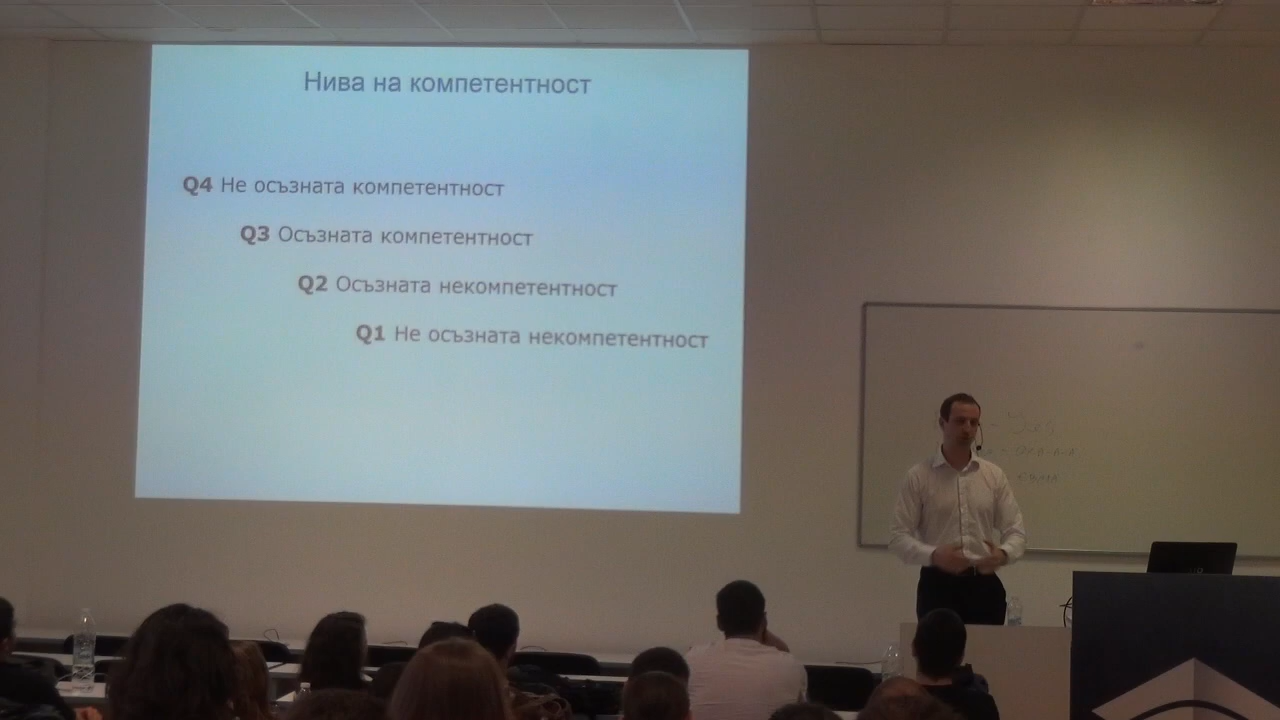 Нива на компетентност
Q4 Не осъзната компетентност
Q3 Осъзната компетентност
Q2 Осъзната некомпетентност
Q1 Не осъзната некомпетентност